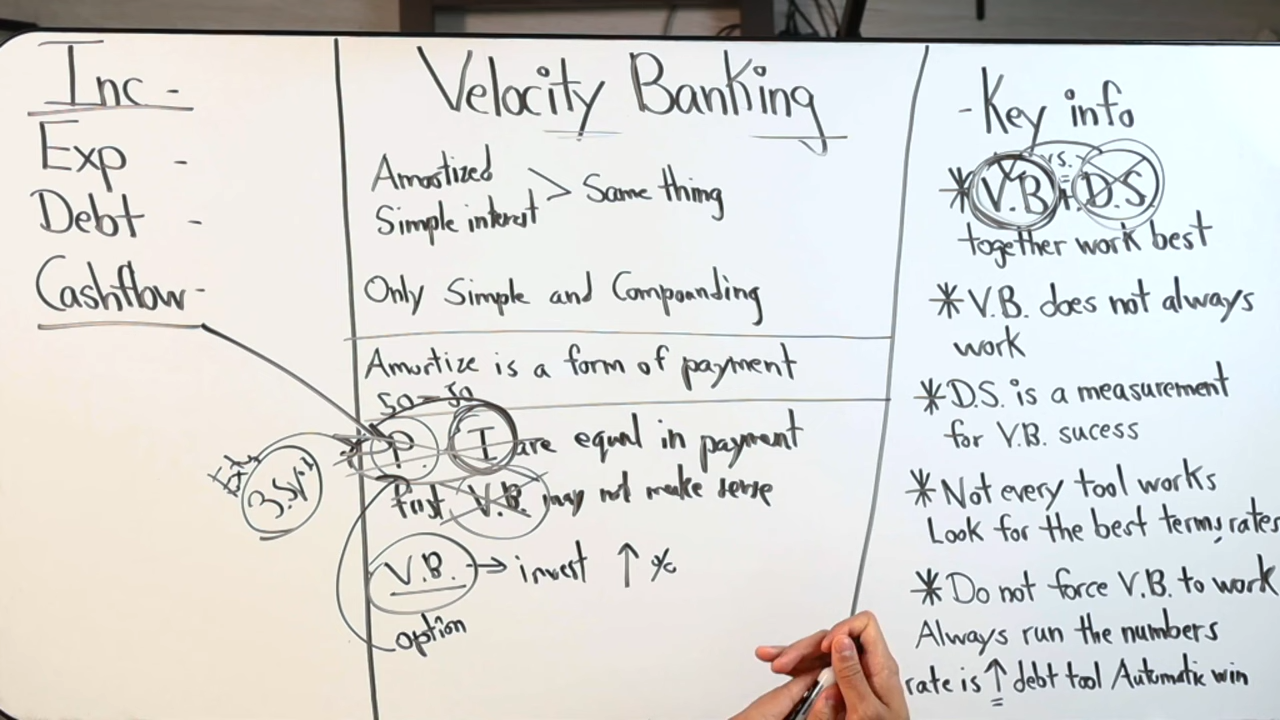 Inc -
Exp -
Debt -
Cashflow -
Velocity Banking
Amortized
Simple interest > Same thing
Only Simple and Compounding
Amortize is a form of payment
50 - 50
P. I are equal in payment
3.5%
fast V.B. may not make sense
V.B. → invest ↑ %
option
- Key info
vs.
* V.B + D.S.
together work best
* V.B. does not always
work
* D.S. is a measurement
for V.B. sucess
* Not every tool works
Look for the best terms, rates
* Do not force V.B. to work
Always run the numbers
rate is ↑ debt tool Automatic win